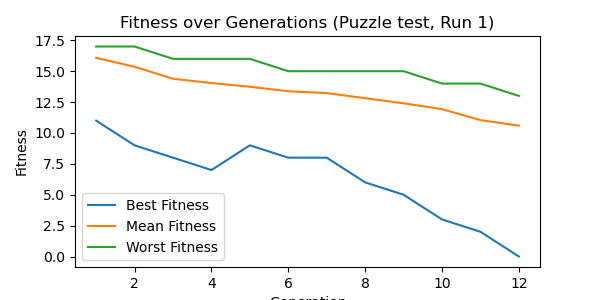 Fitness over Generations (Puzzle test, Run 1)
17.5
15.0
12.5
10.0
7.5
5.0
2.5
0.0
Fitness
Best Fitness
Mean Fitness
Worst Fitness
2 4 6 8 10 12
Generation